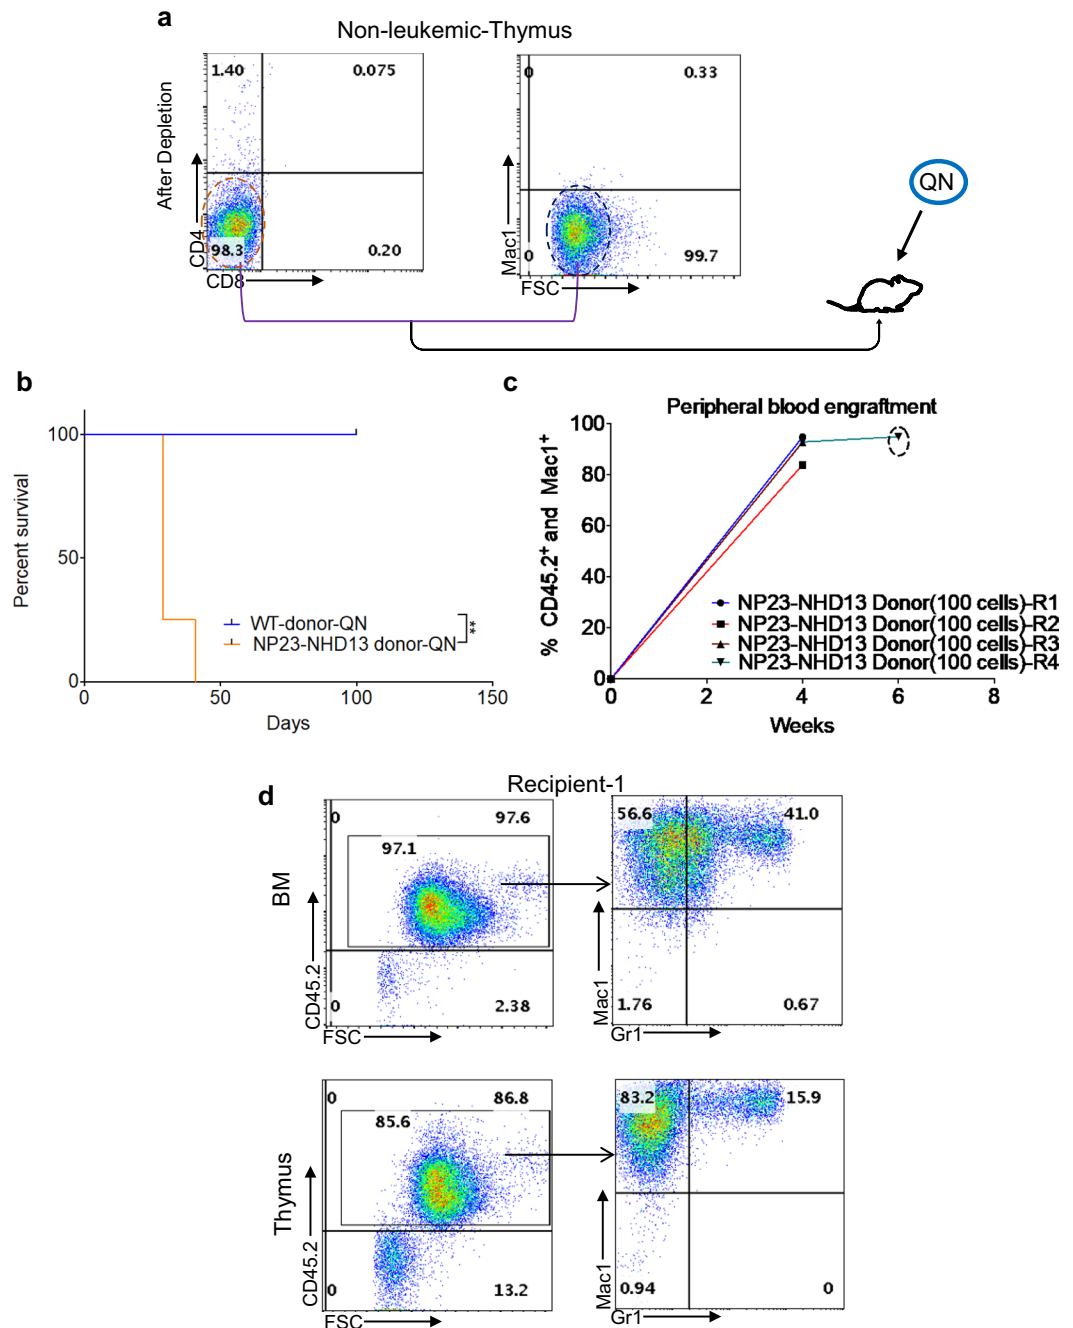 a
Non-leukemic-Thymus
After Depletion
1.40
0.075
98.3
0.20
CD4
CD8
0
0.33
0
99.7
Mac1
FSC
QN
b
100
50
0
Percent survival
WT-donor-QN
NP23-NHD13 donor-QN
**
0
50
100
150
Days
c
Peripheral blood engraftment
100
80
60
40
20
0
% CD45.2+ and Mac1+
NP23-NHD13 Donor(100 cells)-R1
NP23-NHD13 Donor(100 cells)-R2
NP23-NHD13 Donor(100 cells)-R3
NP23-NHD13 Donor(100 cells)-R4
0
2
4
6
8
Weeks
d
Recipient-1
BM
0
97.6
97.1
0
2.38
CD45.2
FSC
56.6
41.0
1.76
0.67
Mac1
Gr1
Thymus
0
86.8
85.6
0
13.2
CD45.2
FSC
83.2
15.9
0.94
0
Mac1
Gr1